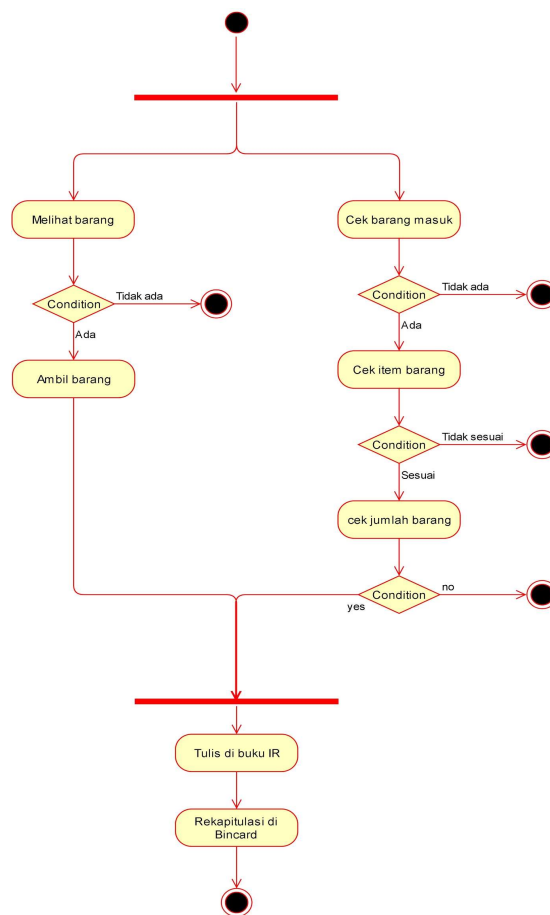 Melihat barang
Cek barang masuk
Condition
Tidak ada
Condition
Tidak ada
Ada
Ada
Ambil barang
Cek item barang
Condition
Tidak sesuai
Sesuai
cek jumlah barang
Condition
no
yes
Tulis di buku IR
Rekapitulasi di
Bincard